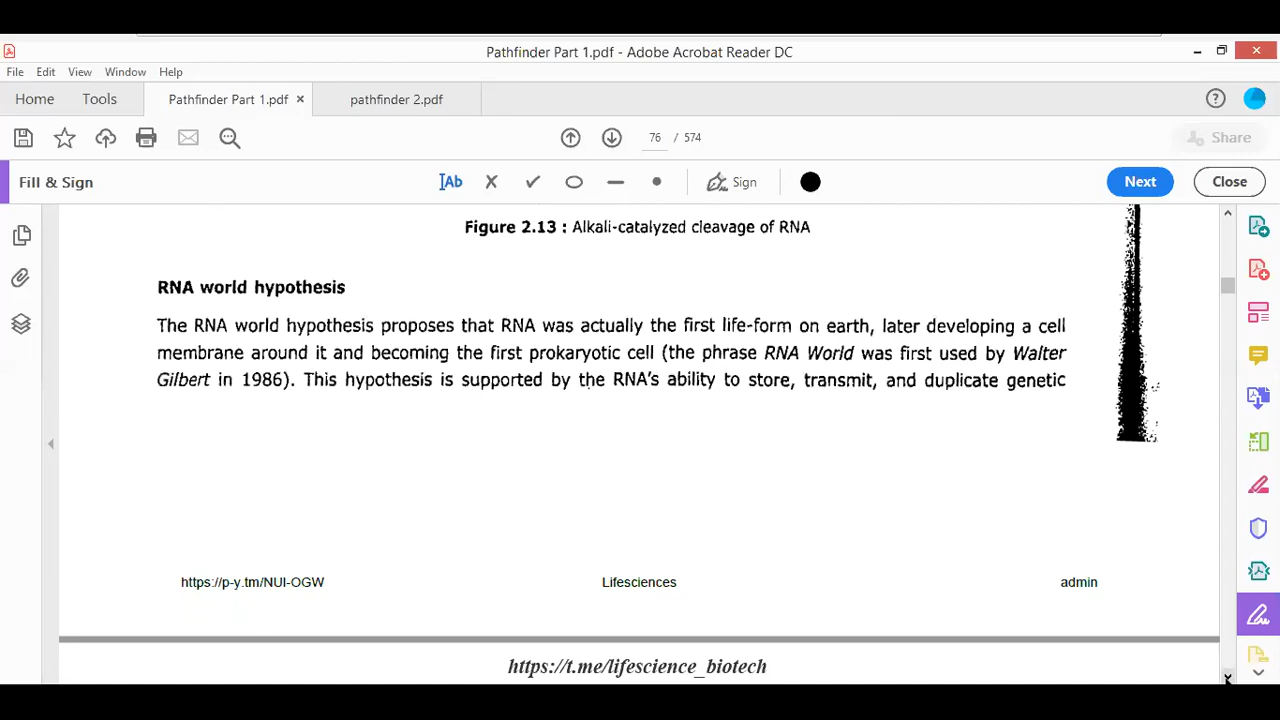 Pathfinder Part 1.pdf - Adobe Acrobat Reader DC
File Edit View Window Help
Home Tools Pathfinder Part 1.pdf × pathfinder 2.pdf
76 / 574 Share
Fill & Sign Ab Sign Next Close
Figure 2.13 : Alkali-catalyzed cleavage of RNA
RNA world hypothesis
The RNA world hypothesis proposes that RNA was actually the first life-form on earth, later developing a cell
membrane around it and becoming the first prokaryotic cell (the phrase RNA World was first used by Walter
Gilbert in 1986). This hypothesis is supported by the RNA's ability to store, transmit, and duplicate genetic
https://p-y.tm/NUI-OGW Lifesciences admin
https://t.me/lifescience_biotech